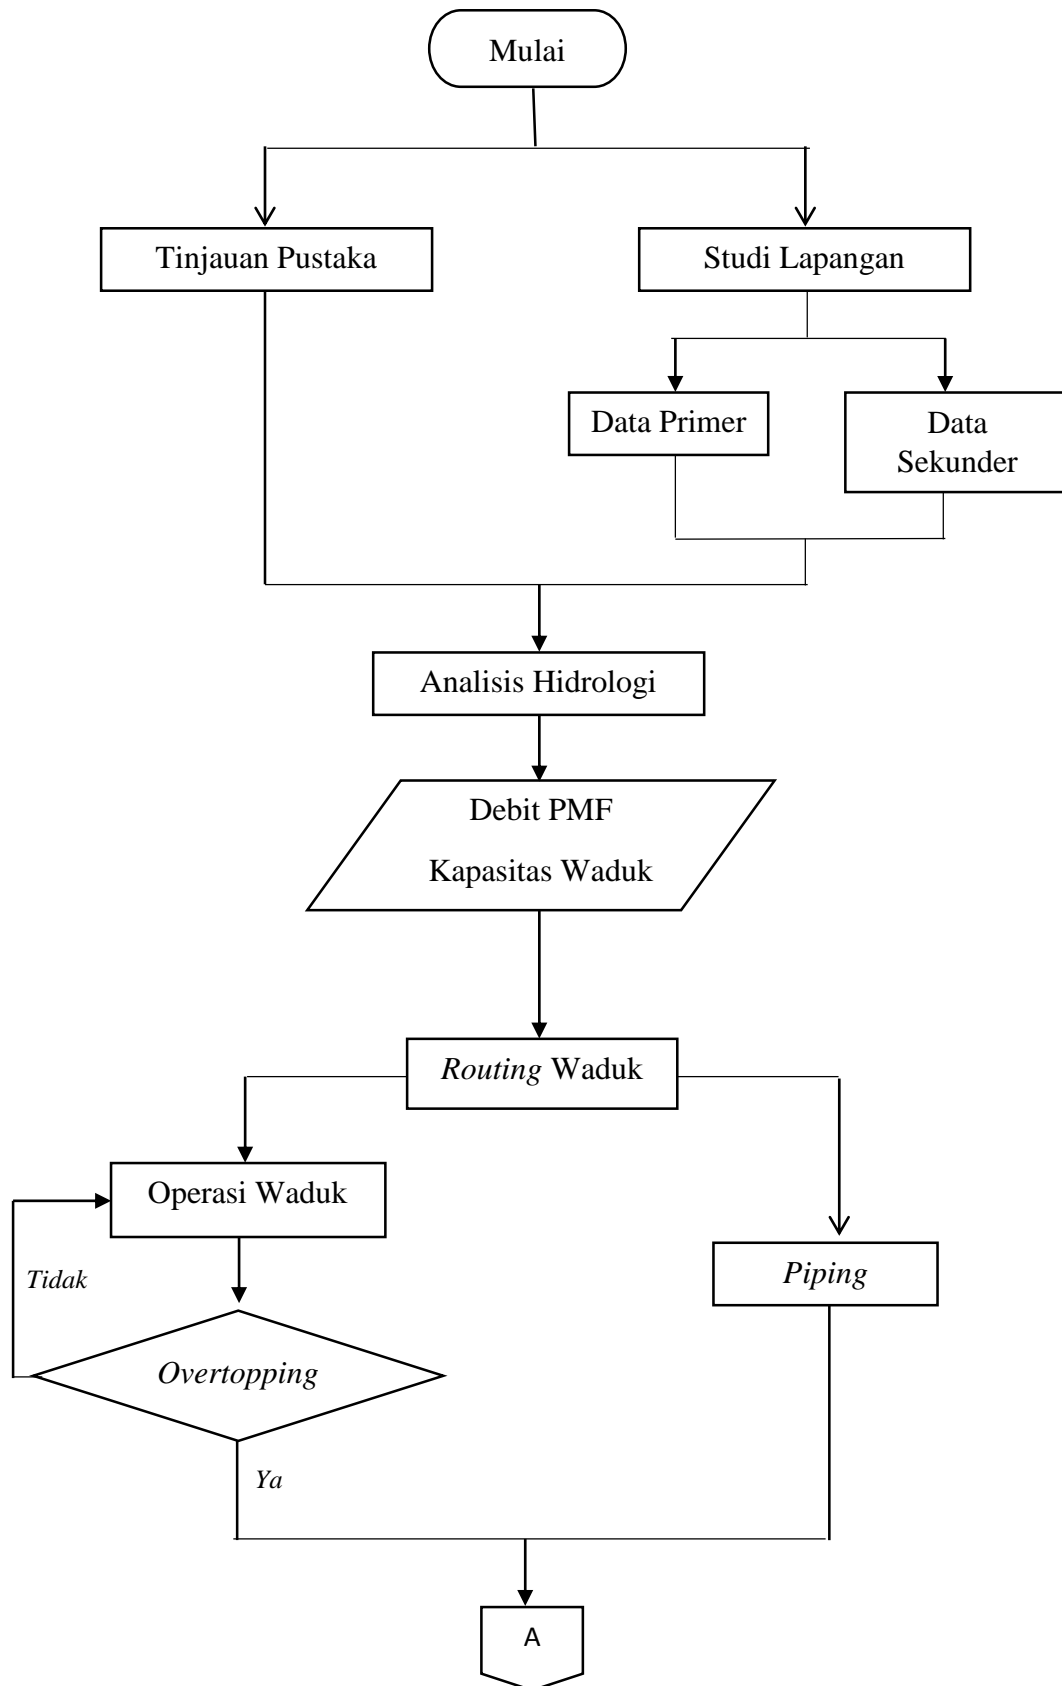 Mulai
Tinjauan Pustaka
Studi Lapangan
Data Primer
Data
Sekunder
Analisis Hidrologi
Debit PMF
Kapasitas Waduk
Routing Waduk
Operasi Waduk
Tidak
Piping
Overtopping
Ya
A